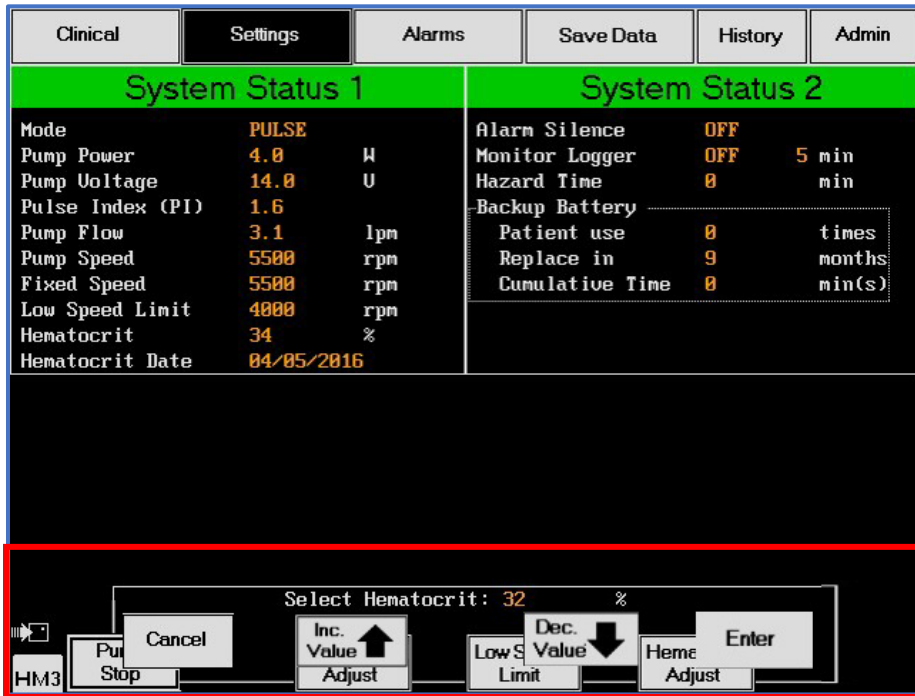 Clinical Settings Alarms Save Data History Admin
System Status 1
Mode PULSE
Pump Power 4.0 W
Pump Voltage 14.0 V
Pulse Index (PI) 1.6
Pump Flow 3.1 lpm
Pump Speed 5500 rpm
Fixed Speed 5500 rpm
Low Speed Limit 4000 rpm
Hematocrit 34 %
Hematocrit Date 04/05/2016
System Status 2
Alarm Silence OFF
Monitor Logger OFF 5 min
Hazard Time 0 min
Backup Battery
Patient use 0 times
Replace in 9 months
Cumulative Time 0 min(s)
Select Hematocrit: 32 %
Cancel
Inc.
Value
Dec.
Value
Enter
HM3
Stop
Adjust
Low
Limit
Adjust